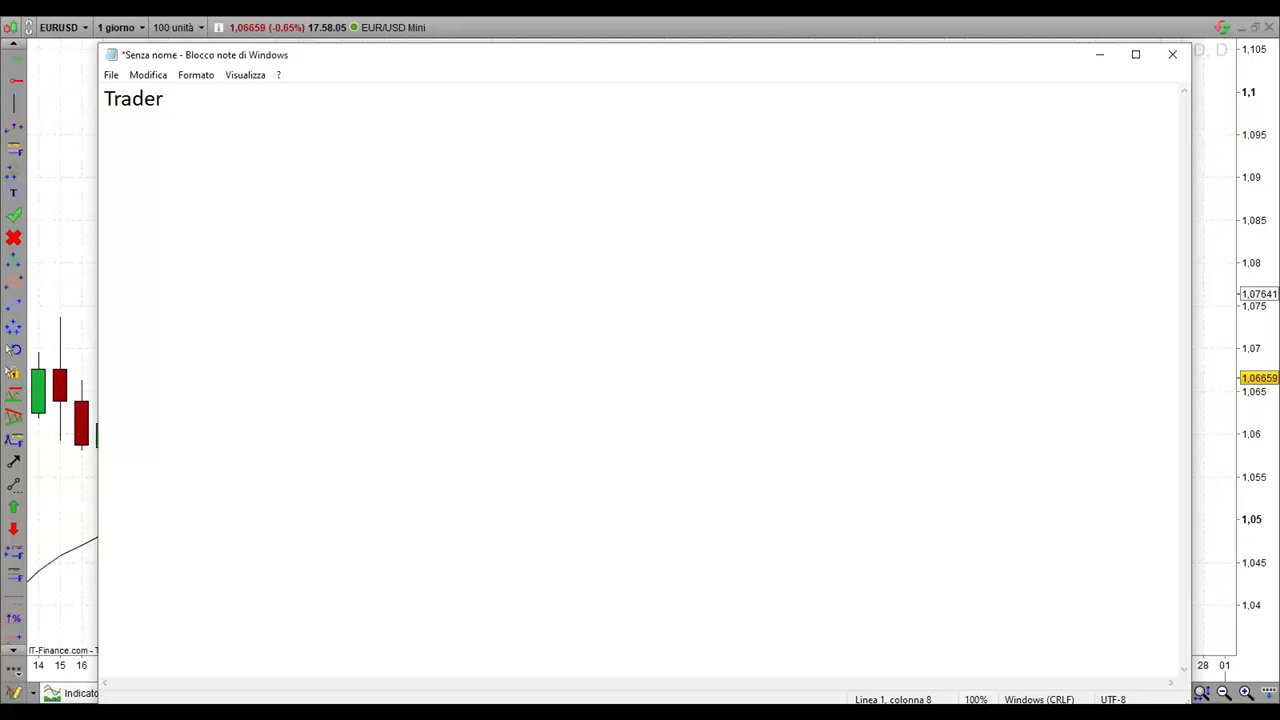 EURUSD 1 giorno 100 unità 1,06659 (-0,65%) 17.58.05 EUR/USD Mini
*Senza nome - Blocco note di Windows
File Modifica Formato Visualizza ?
Trader
D, D
1,105
1,1
1,095
1,09
1,085
1,08
1,07641
1,075
1,07
1,06659
1,065
1,06
1,055
1,05
1,045
1,04
T
IT-Finance.com - T
14 15 16 28 01
Indicato
Linea 1, colonna 8 100% Windows (CRLF) UTF-8